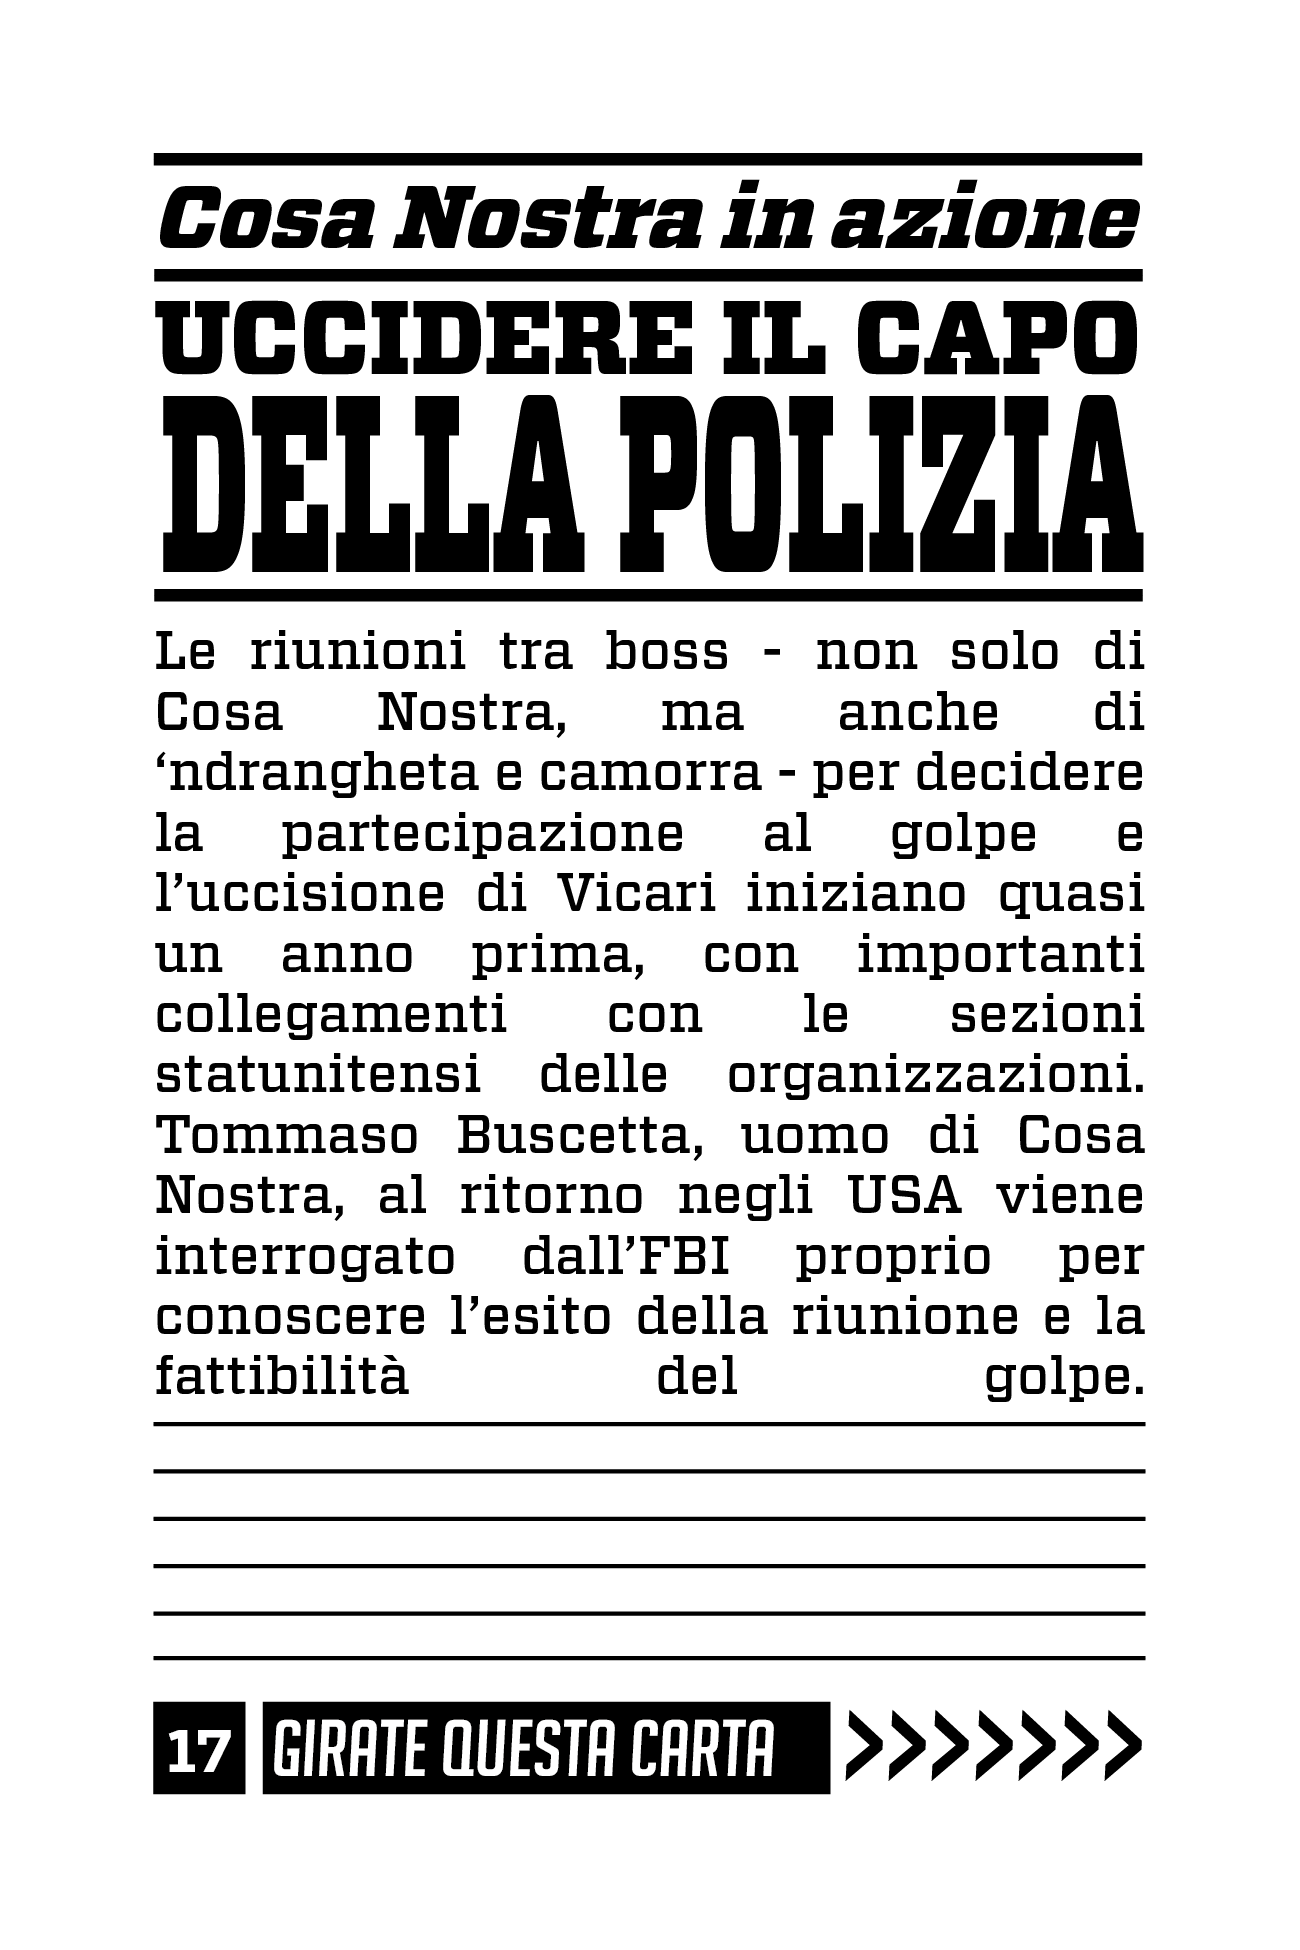 Cosa Nostra in azione
UCCIDERE IL CAPO
DELLA POLIZIA
Le riunioni tra boss - non solo di
Cosa Nostra, ma anche di
‘ndrangheta e camorra - per decidere
la partecipazione al golpe e
l’uccisione di Vicari iniziano quasi
un anno prima, con importanti
collegamenti con le sezioni
statunitensi delle organizzazioni.
Tommaso Buscetta, uomo di Cosa
Nostra, al ritorno negli USA viene
interrogato dall’FBI proprio per
conoscere l’esito della riunione e la
fattibilità del golpe.
17 GIRATE QUESTA CARTA